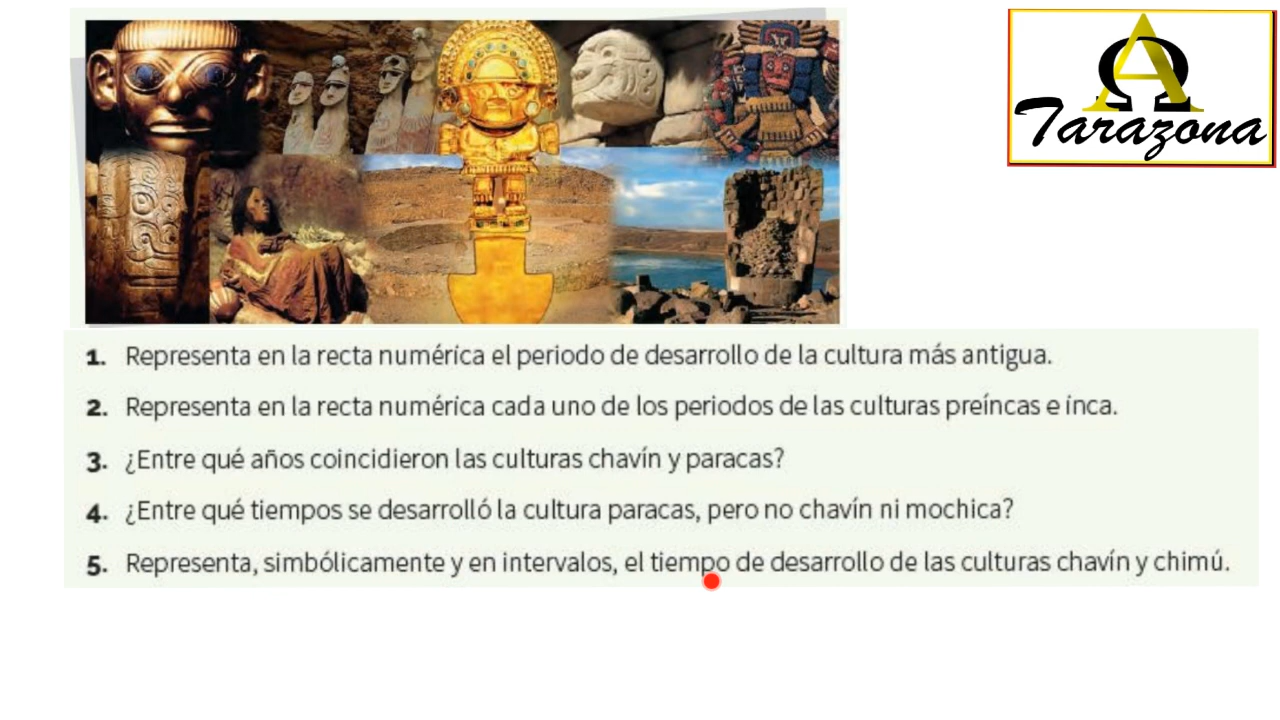 Tarazona
1. Representa en la recta numérica el periodo de desarrollo de la cultura más antigua.
2. Representa en la recta numérica cada uno de los periodos de las culturas preíncas e inca.
3. ¿Entre qué años coincidieron las culturas chavín y paracas?
4. ¿Entre qué tiempos se desarrolló la cultura paracas, pero no chavín ni mochica?
5. Representa, simbólicamente y en intervalos, el tiempo de desarrollo de las culturas chavín y chimú.